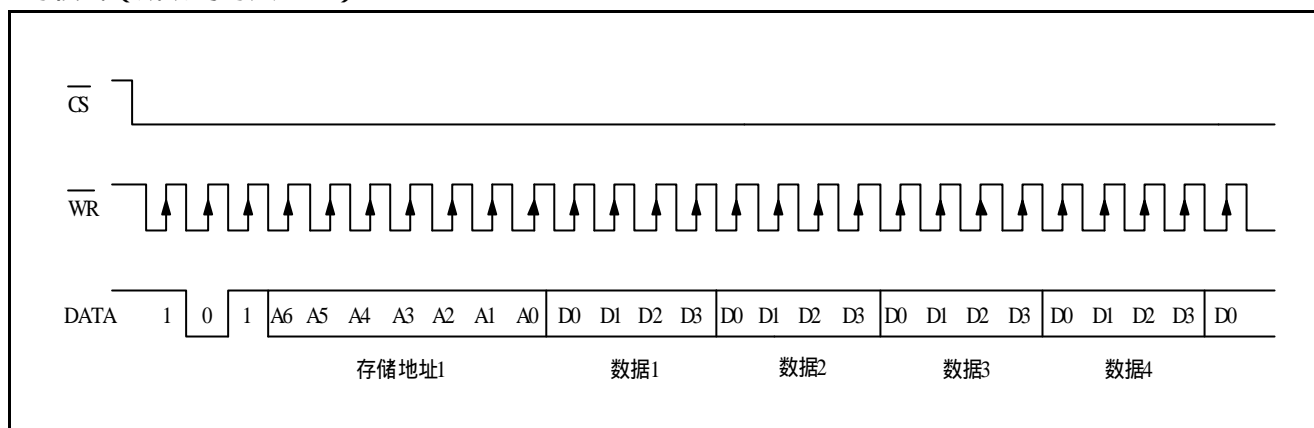 CS
WR
DATA 1 0 1 A6 A5 A4 A3 A2 A1 A0 D0 D1 D2 D3 D0 D1 D2 D3 D0 D1 D2 D3 D0 D1 D2 D3 D0
存储地址1 数据1 数据2 数据3 数据4